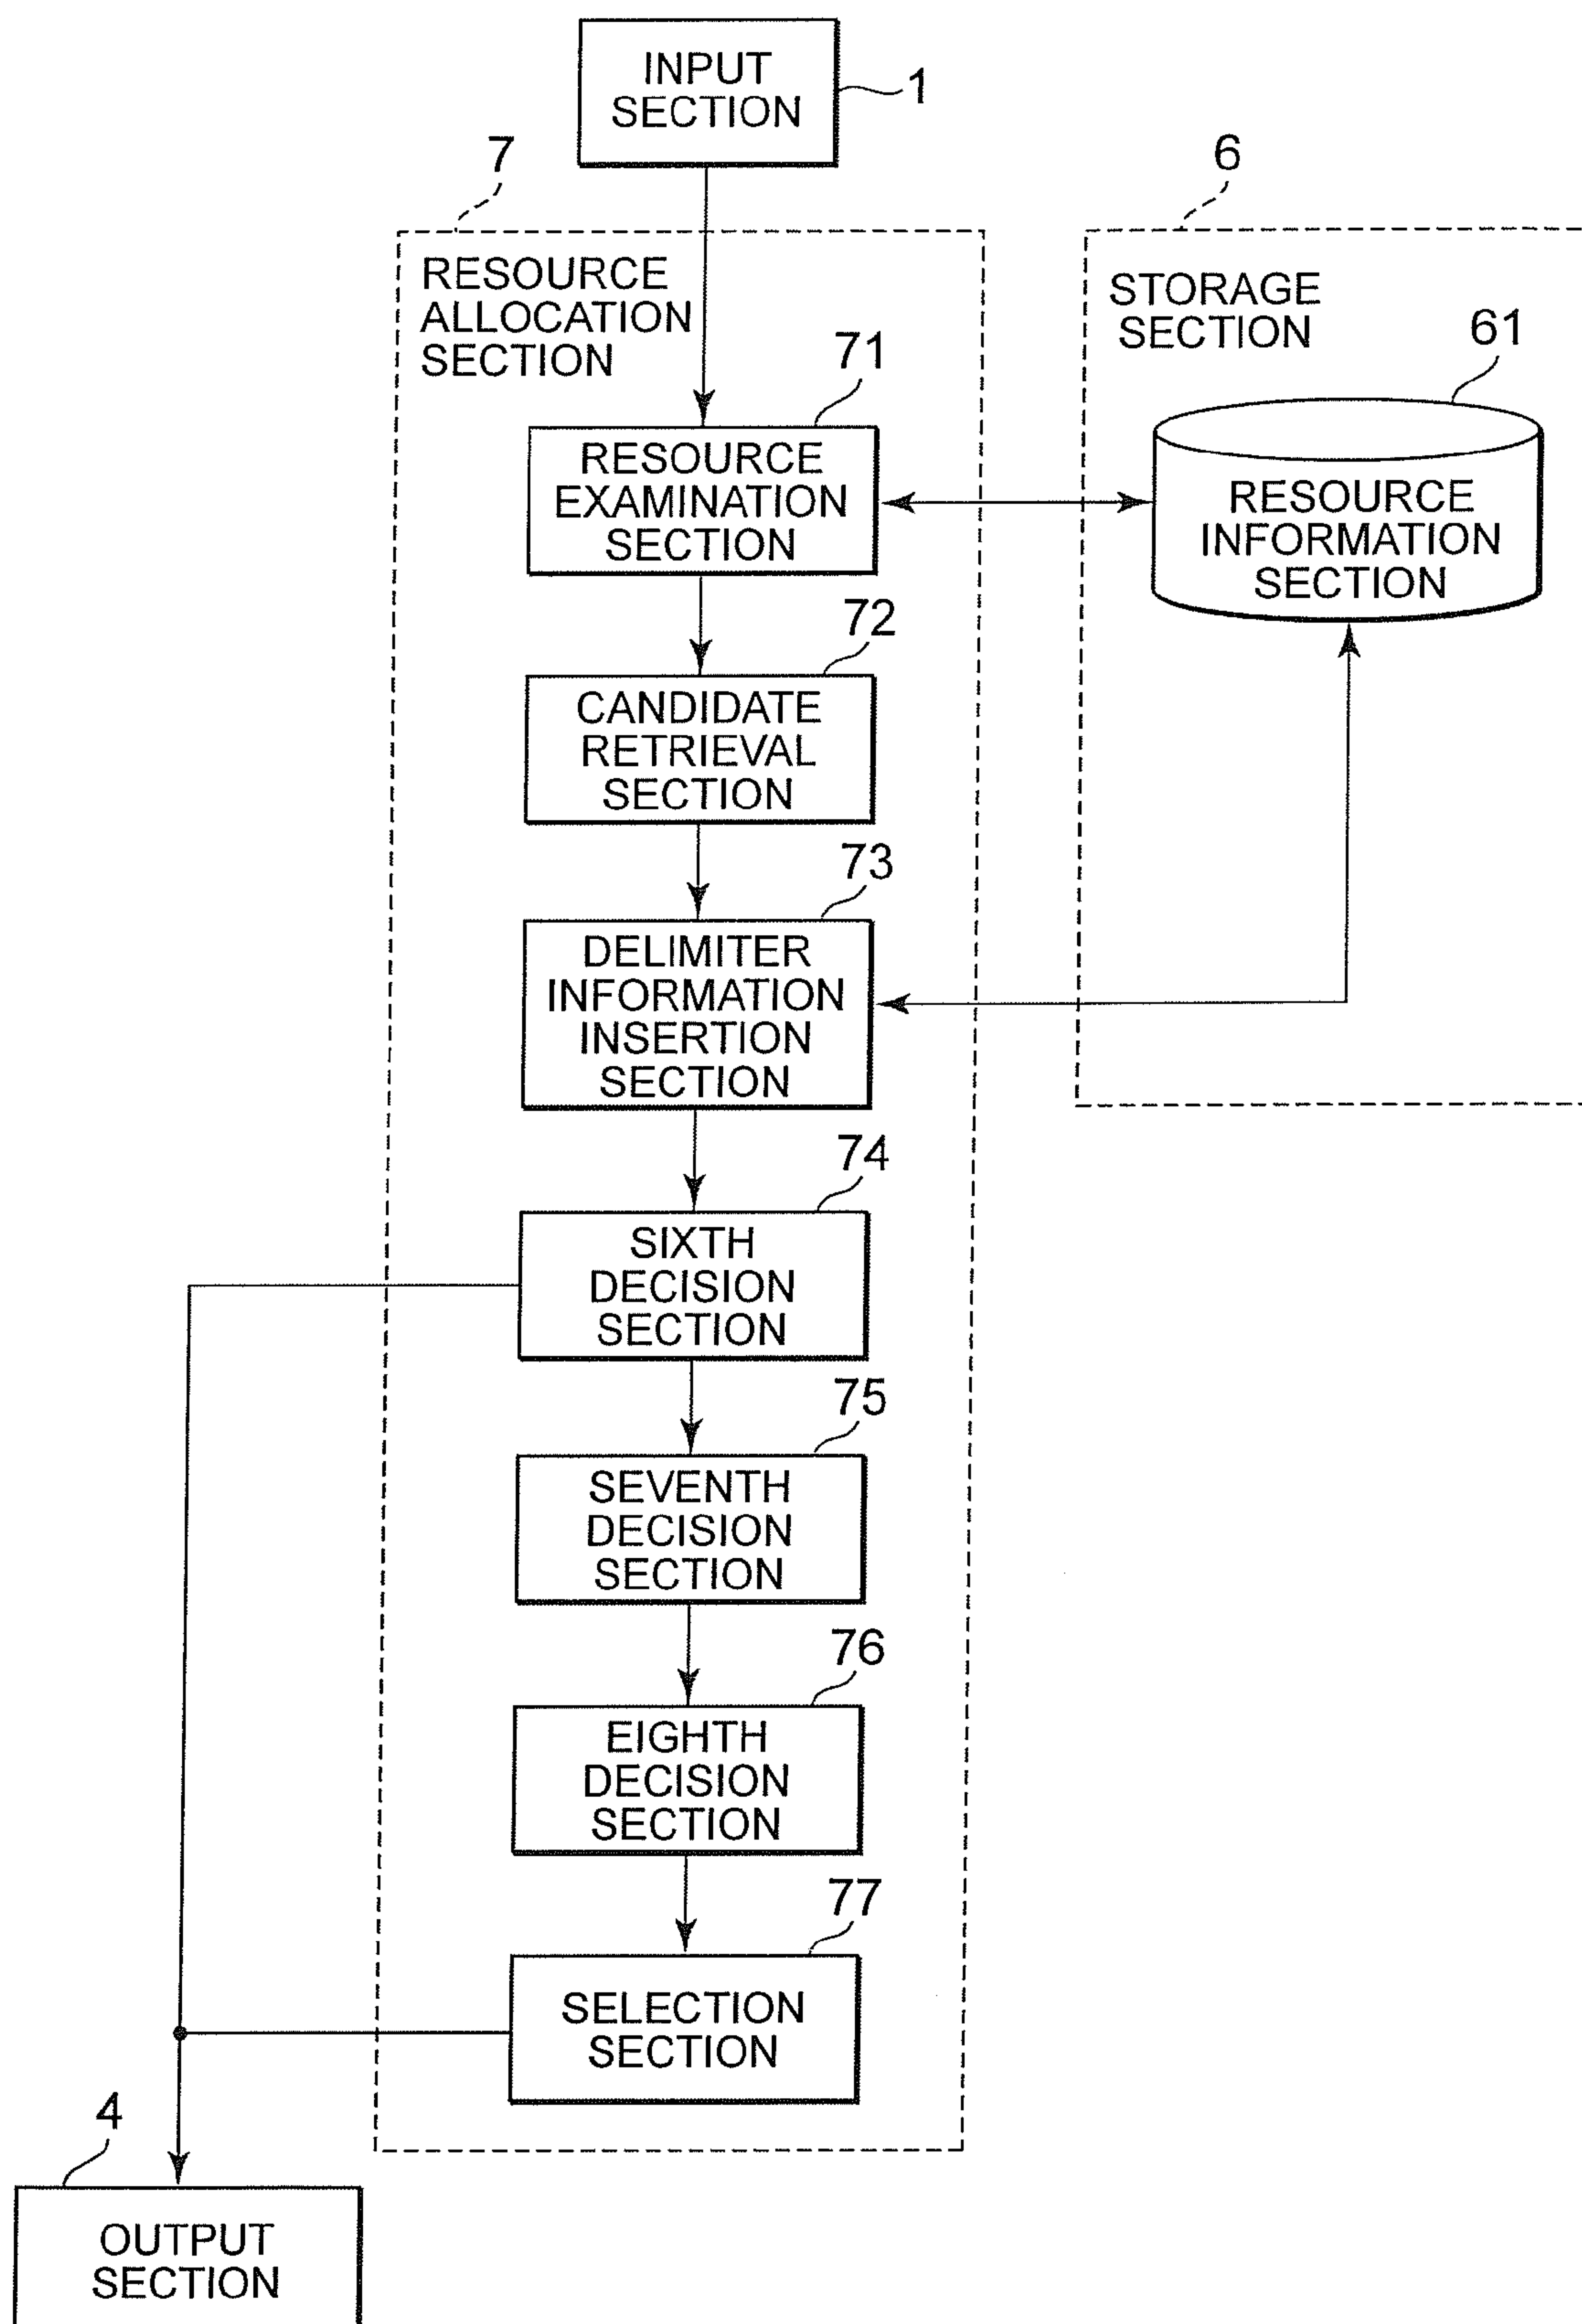 INPUT
SECTION
1
7
6
RESOURCE
ALLOCATION
SECTION
STORAGE
SECTION
71
61
RESOURCE
EXAMINATION
SECTION
RESOURCE
INFORMATION
SECTION
72
CANDIDATE
RETRIEVAL
SECTION
73
DELIMITER
INFORMATION
INSERTION
SECTION
74
SIXTH
DECISION
SECTION
75
SEVENTH
DECISION
SECTION
76
EIGHTH
DECISION
SECTION
77
SELECTION
SECTION
4
OUTPUT
SECTION